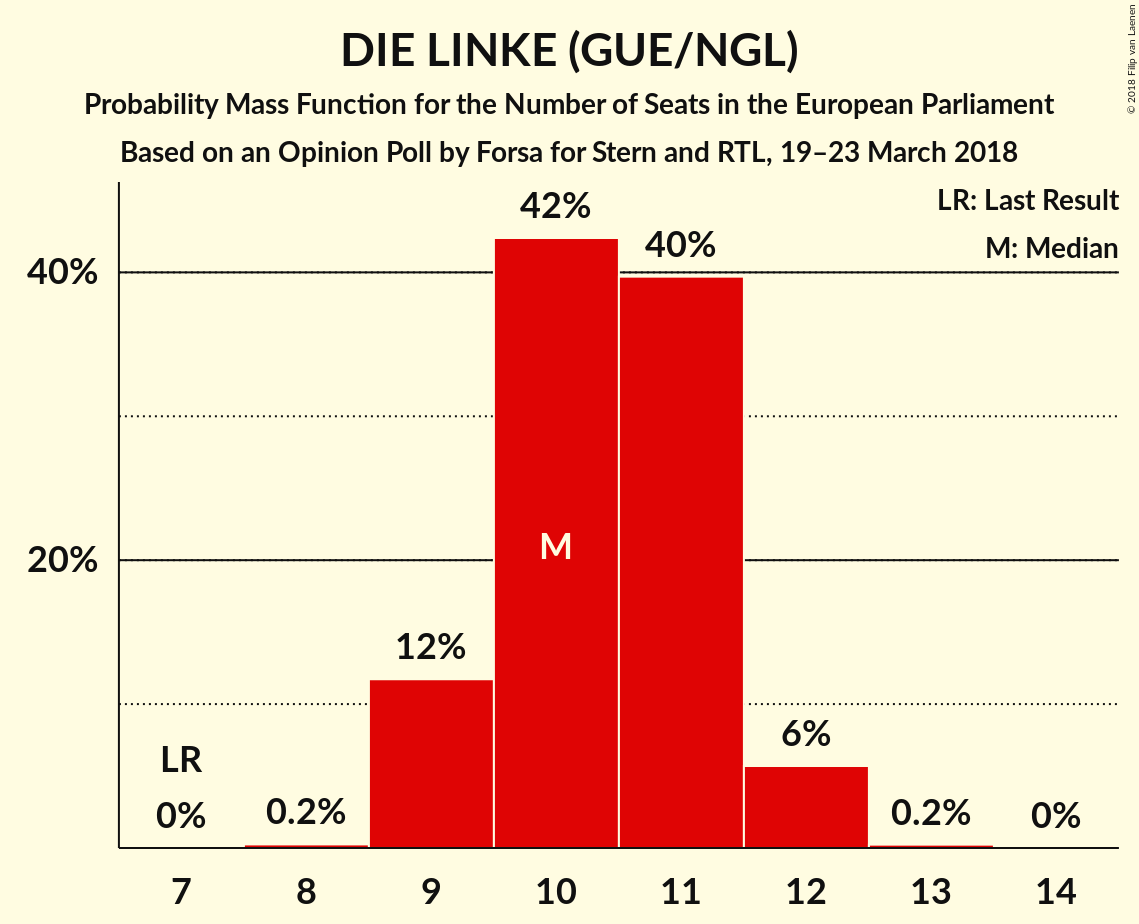 DIE LINKE (GUE/NGL)
Probability Mass Function for the Number of Seats in the European Parliament
Based on an Opinion Poll by Forsa for Stern and RTL, 19–23 March 2018
© 2018 Filip van Laenen
LR: Last Result
M: Median
42%
40%
40%
20%
M
12%
6%
LR
0%
0.2%
0.2%
0%
7 8 9 10 11 12 13 14